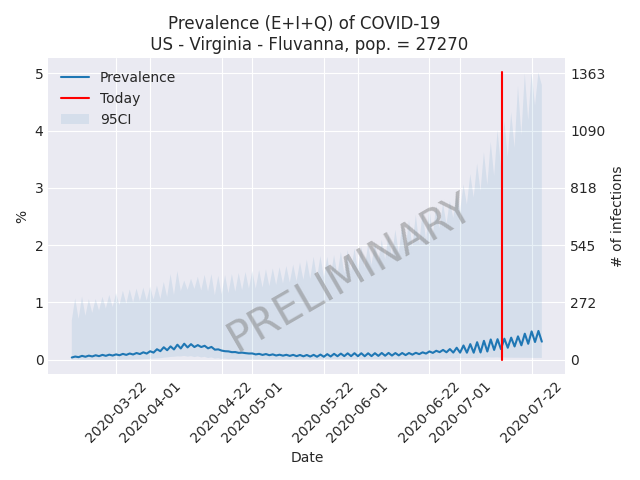 Prevalence (E+I+Q) of COVID-19
US - Virginia - Fluvanna, pop. = 27270
Prevalence
Today
95CI
5
4
3
2
1
0
%
1363
1090
818
545
272
0
# of infections
PRELIMINARY
2020-03-22
2020-04-01
2020-04-22
2020-05-01
2020-05-22
2020-06-01
2020-06-22
2020-07-01
2020-07-22
Date